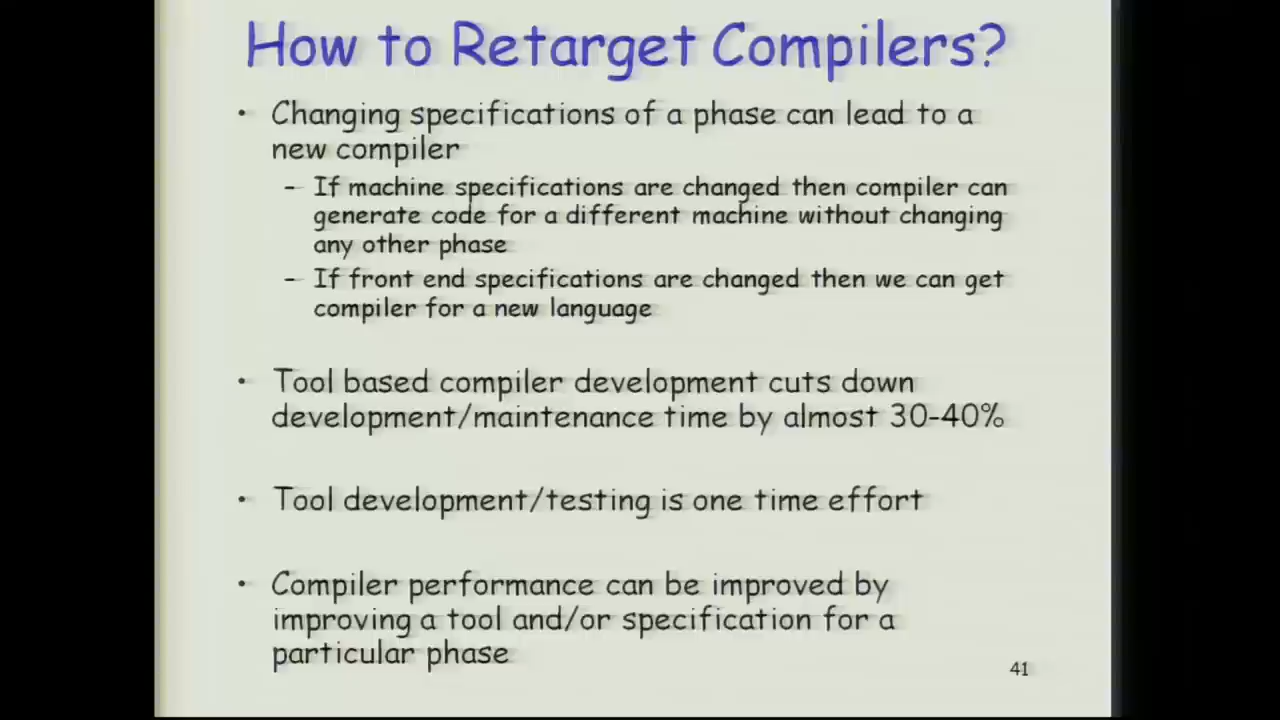 How to Retarget Compilers?
• Changing specifications of a phase can lead to a
new compiler
– If machine specifications are changed then compiler can
generate code for a different machine without changing
any other phase
– If front end specifications are changed then we can get
compiler for a new language
• Tool based compiler development cuts down
development/maintenance time by almost 30-40%
• Tool development/testing is one time effort
• Compiler performance can be improved by
improving a tool and/or specification for a
particular phase
41